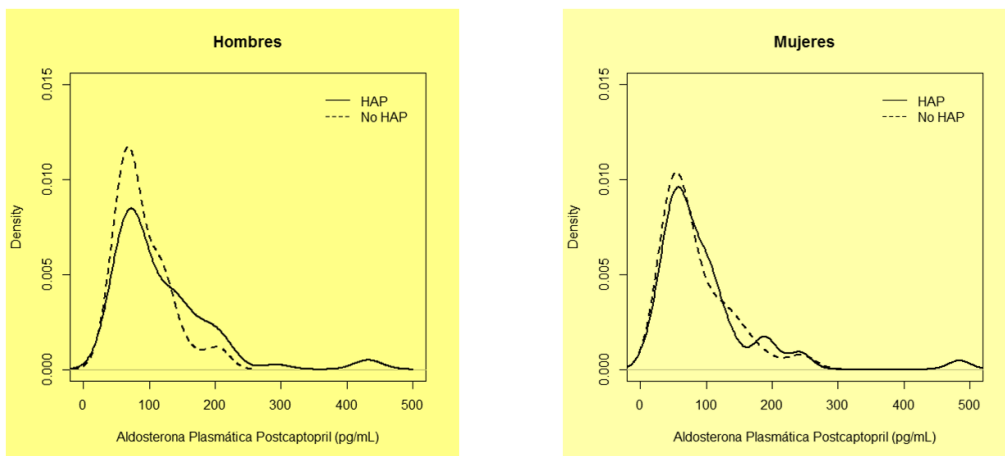 Hombres
HAP
No HAP
Density
0.000
0.005
0.010
0.015
0 100 200 300 400 500
Aldosterona Plasmática Postcaptopril (pg/mL)
Mujeres
HAP
No HAP
Density
0.000
0.005
0.010
0.015
0 100 200 300 400 500
Aldosterona Plasmática Postcaptopril (pg/mL)